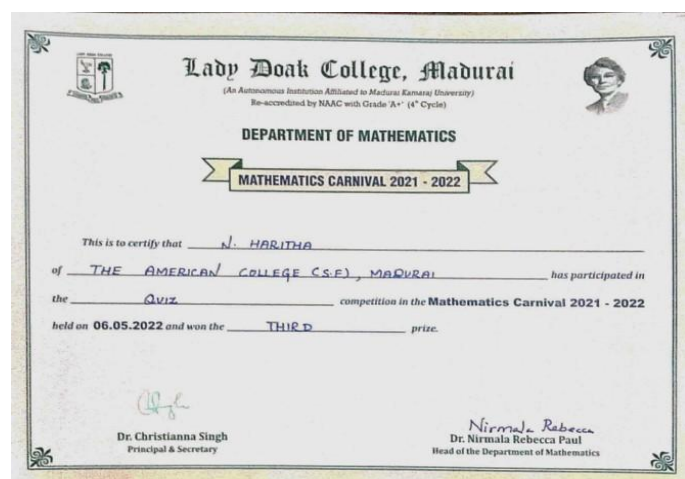 Lady Doak College, Madurai
(An Autonomous Institution Affiliated to Madurai Kamaraj University)
Re-accredited by NAAC with Grade 'A+' (4th Cycle)
DEPARTMENT OF MATHEMATICS
MATHEMATICS CARNIVAL 2021 - 2022
This is to certify that N. HARITHA
of THE AMERICAN COLLEGE (S.F), MADURAI has participated in
the QUIZ competition in the Mathematics Carnival 2021 - 2022
held on 06.05.2022 and won the THIRD prize.
Nirmala Rebecca
Dr. Christianna Singh Dr. Nirmala Rebecca Paul
Principal & Secretary Head of the Department of Mathematics